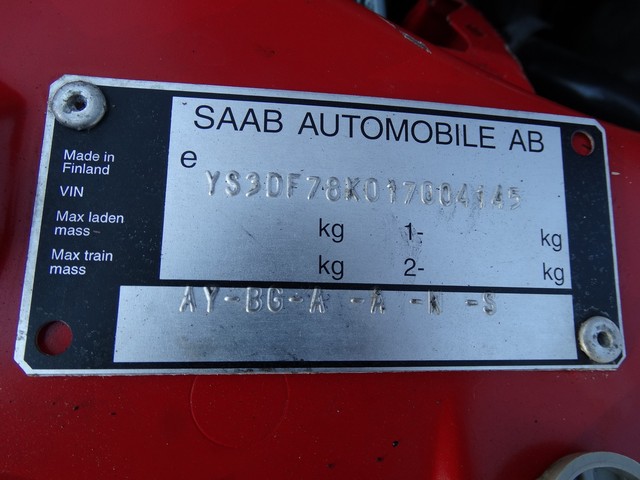 SAAB AUTOMOBILE AB
e
Made in
Finland
VIN YS3DF78K017004145
Max laden
mass kg 1- kg
Max train
mass kg 2- kg
AY-BG-A -A -N -S